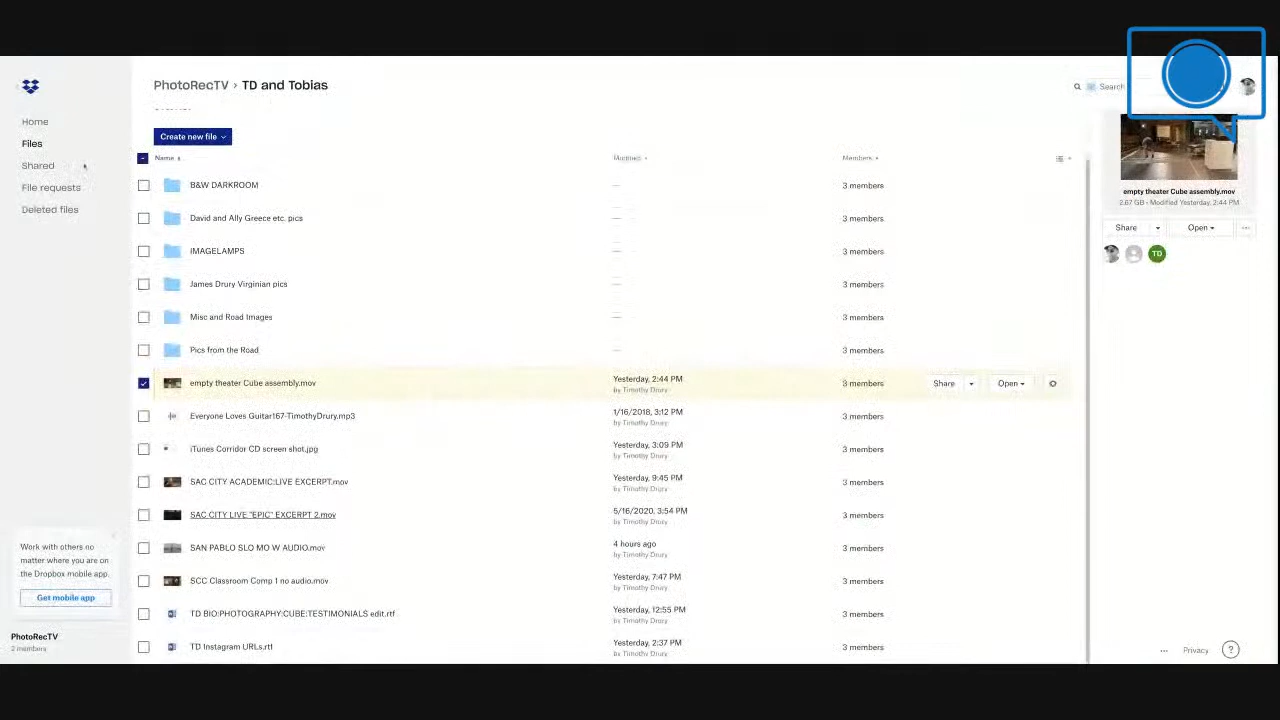 PhotoRecTV › TD and Tobias
Search
Home
Files
Shared
File requests
Deleted files
Create new file
Name
Modified
Members
B&W DARKROOM
—
3 members
David and Ally Greece etc. pics
—
3 members
IMAGELAMPS
—
3 members
James Drury Virginian pics
—
3 members
Misc and Road Images
—
3 members
Pics from the Road
—
3 members
empty theater Cube assembly.mov
Yesterday, 2:44 PM
by Timothy Drury
3 members
Share
Open
Everyone Loves Guitar167-TimothyDrury.mp3
1/16/2018, 3:12 PM
by Timothy Drury
3 members
iTunes Corridor CD screen shot.jpg
Yesterday, 3:09 PM
by Timothy Drury
3 members
SAC CITY ACADEMIC:LIVE EXCERPT.mov
Yesterday, 9:45 PM
by Timothy Drury
3 members
SAC CITY LIVE "EPIC" EXCERPT 2.mov
5/16/2020, 3:54 PM
by Timothy Drury
3 members
SAN PABLO SLO MO W AUDIO.mov
4 hours ago
by Timothy Drury
3 members
SCC Classroom Comp 1 no audio.mov
Yesterday, 7:47 PM
by Timothy Drury
3 members
TD BIO:PHOTOGRAPHY:CUBE:TESTIMONIALS edit.rtf
Yesterday, 12:55 PM
by Timothy Drury
3 members
TD Instagram URLs.rtf
Yesterday, 2:37 PM
by Timothy Drury
3 members
empty theater Cube assembly.mov
2.67 GB • Modified Yesterday, 2:44 PM
Share
Open
TD
Work with others no
matter where you are on
the Dropbox mobile app.
Get mobile app
PhotoRecTV
2 members
Privacy
?